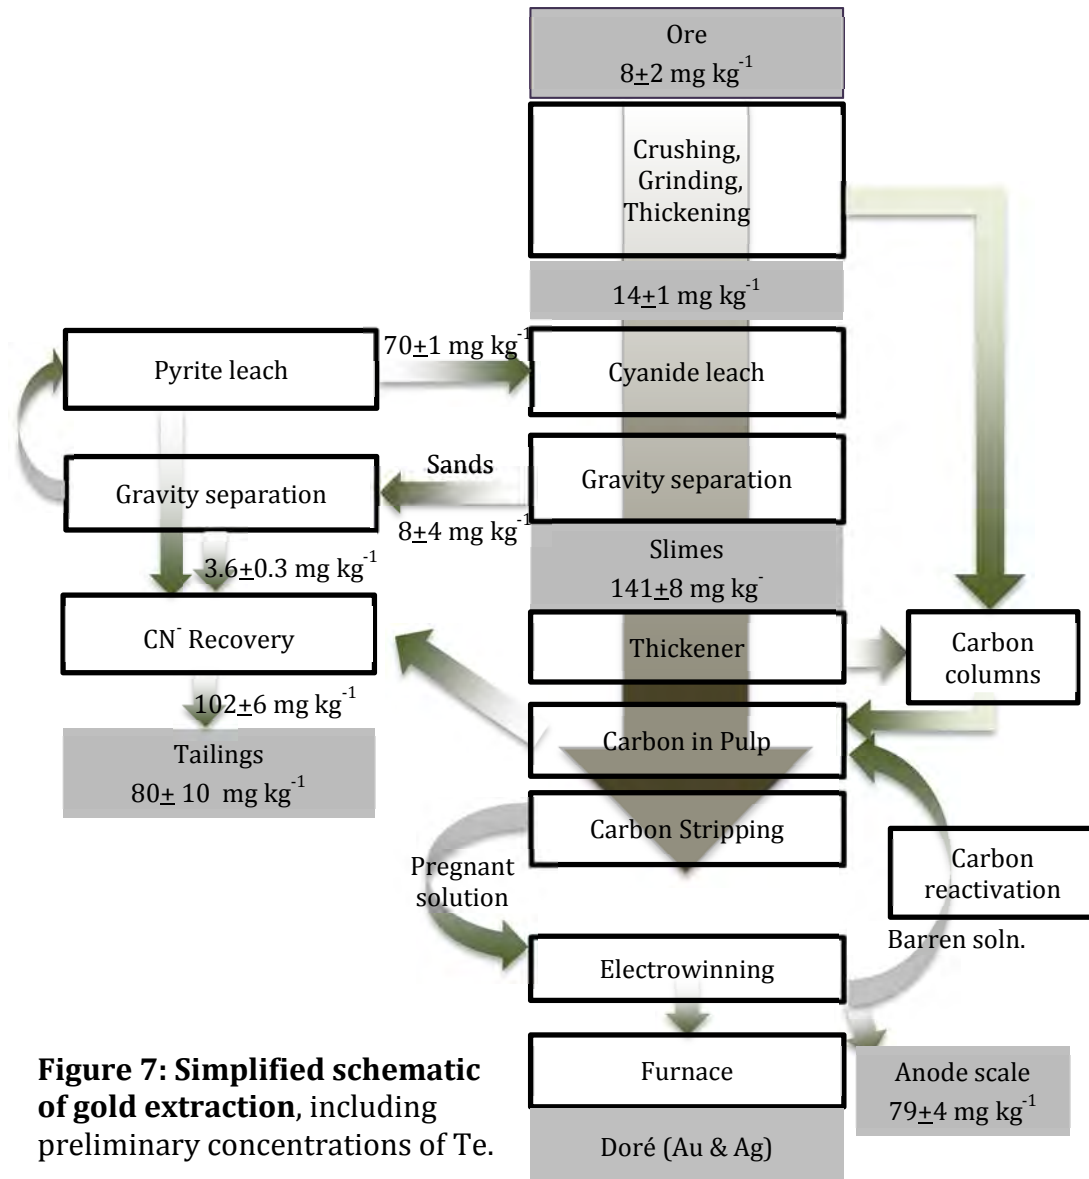 Ore
8±2 mg kg⁻¹
Crushing,
Grinding,
Thickening
14±1 mg kg⁻¹
70±1 mg kg⁻¹
Pyrite leach
Cyanide leach
Sands
Gravity separation
Gravity separation
8±4 mg kg⁻¹
Slimes
141±8 mg kg⁻
3.6±0.3 mg kg⁻¹
CN⁻ Recovery
Thickener
Carbon
columns
102±6 mg kg⁻¹
Tailings
80± 10 mg kg⁻¹
Carbon in Pulp
Carbon Stripping
Pregnant
solution
Carbon
reactivation
Barren soln.
Electrowinning
Furnace
Anode scale
79±4 mg kg⁻¹
Doré (Au & Ag)
Figure 7: Simplified schematic
of gold extraction, including
preliminary concentrations of Te.